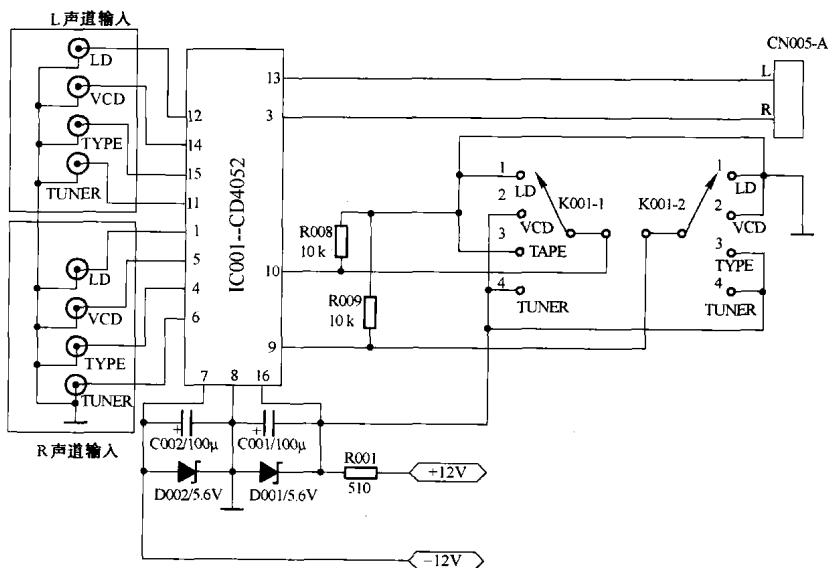 L 声道输入
CN005-A
LD
VCD
TYPE
TUNER
12
14
15
11
1
5
4
6
IC001--CD4052
13
3
10
9
7
8
16
L
R
LD
VCD
TYPE
TUNER
R 声道输入
R008
10 k
R009
10 k
1
LD
2
VCD
3
TAPE
4
TUNER
K001-1
K001-2
1
LD
2
VCD
3
TYPE
4
TUNER
+
C002/100μ
+
C001/100μ
D002/5.6V
D001/5.6V
R001
510
+12V
−12V